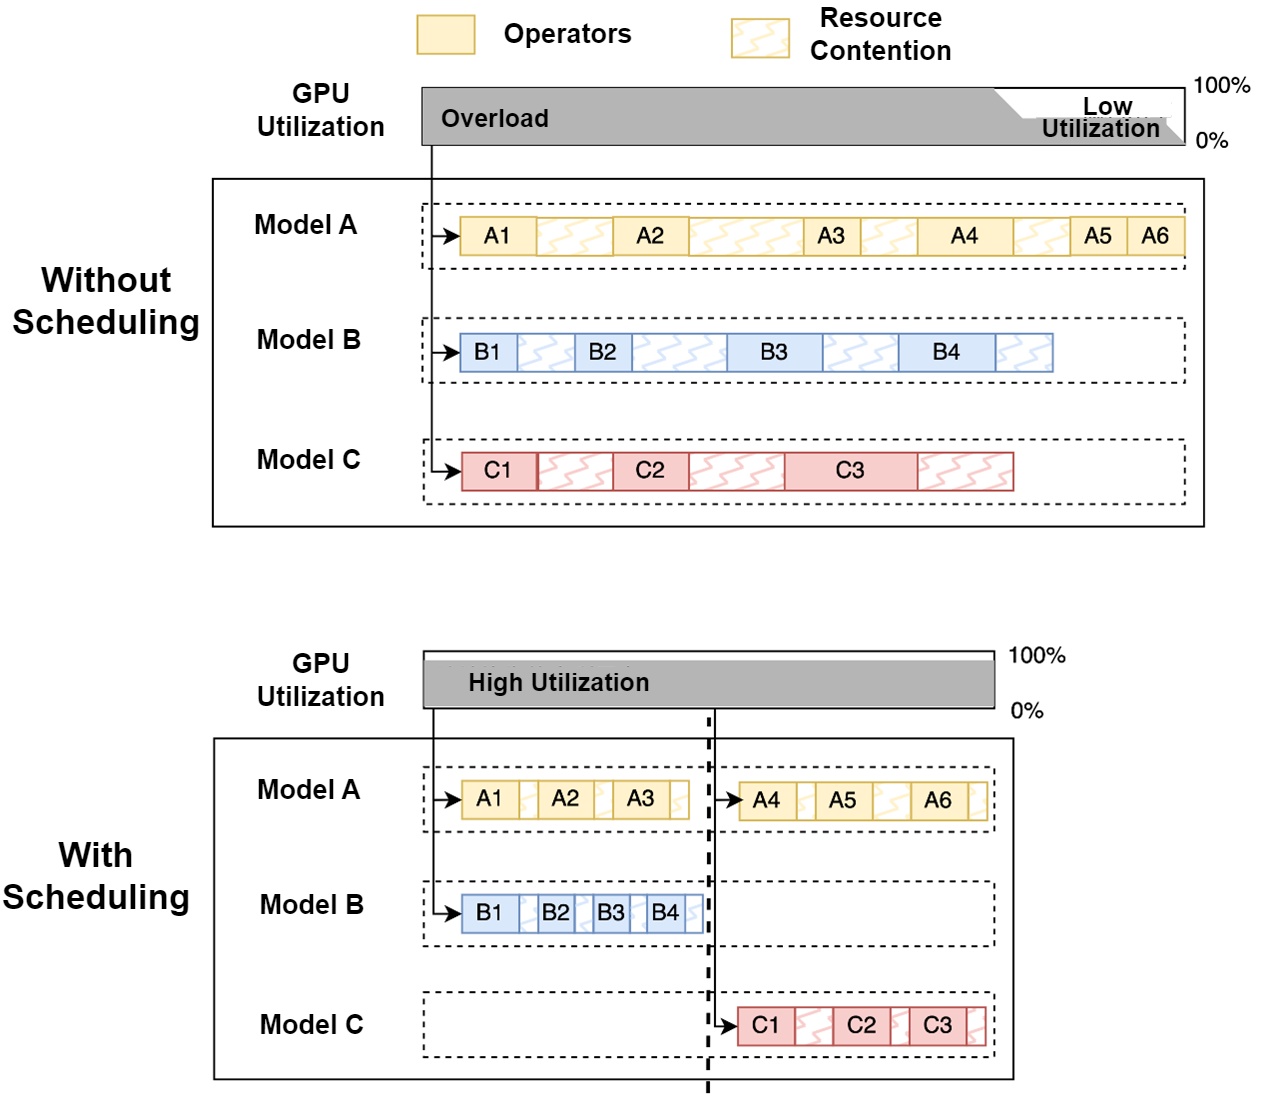 Operators
Resource
Contention
GPU
Utilization
Overload
Low
Utilization
100%
0%
Without
Scheduling
Model A
A1 A2 A3 A4 A5 A6
Model B
B1 B2 B3 B4
Model C
C1 C2 C3
GPU
Utilization
High Utilization
100%
0%
With
Scheduling
Model A
A1 A2 A3 A4 A5 A6
Model B
B1 B2 B3 B4
Model C
C1 C2 C3